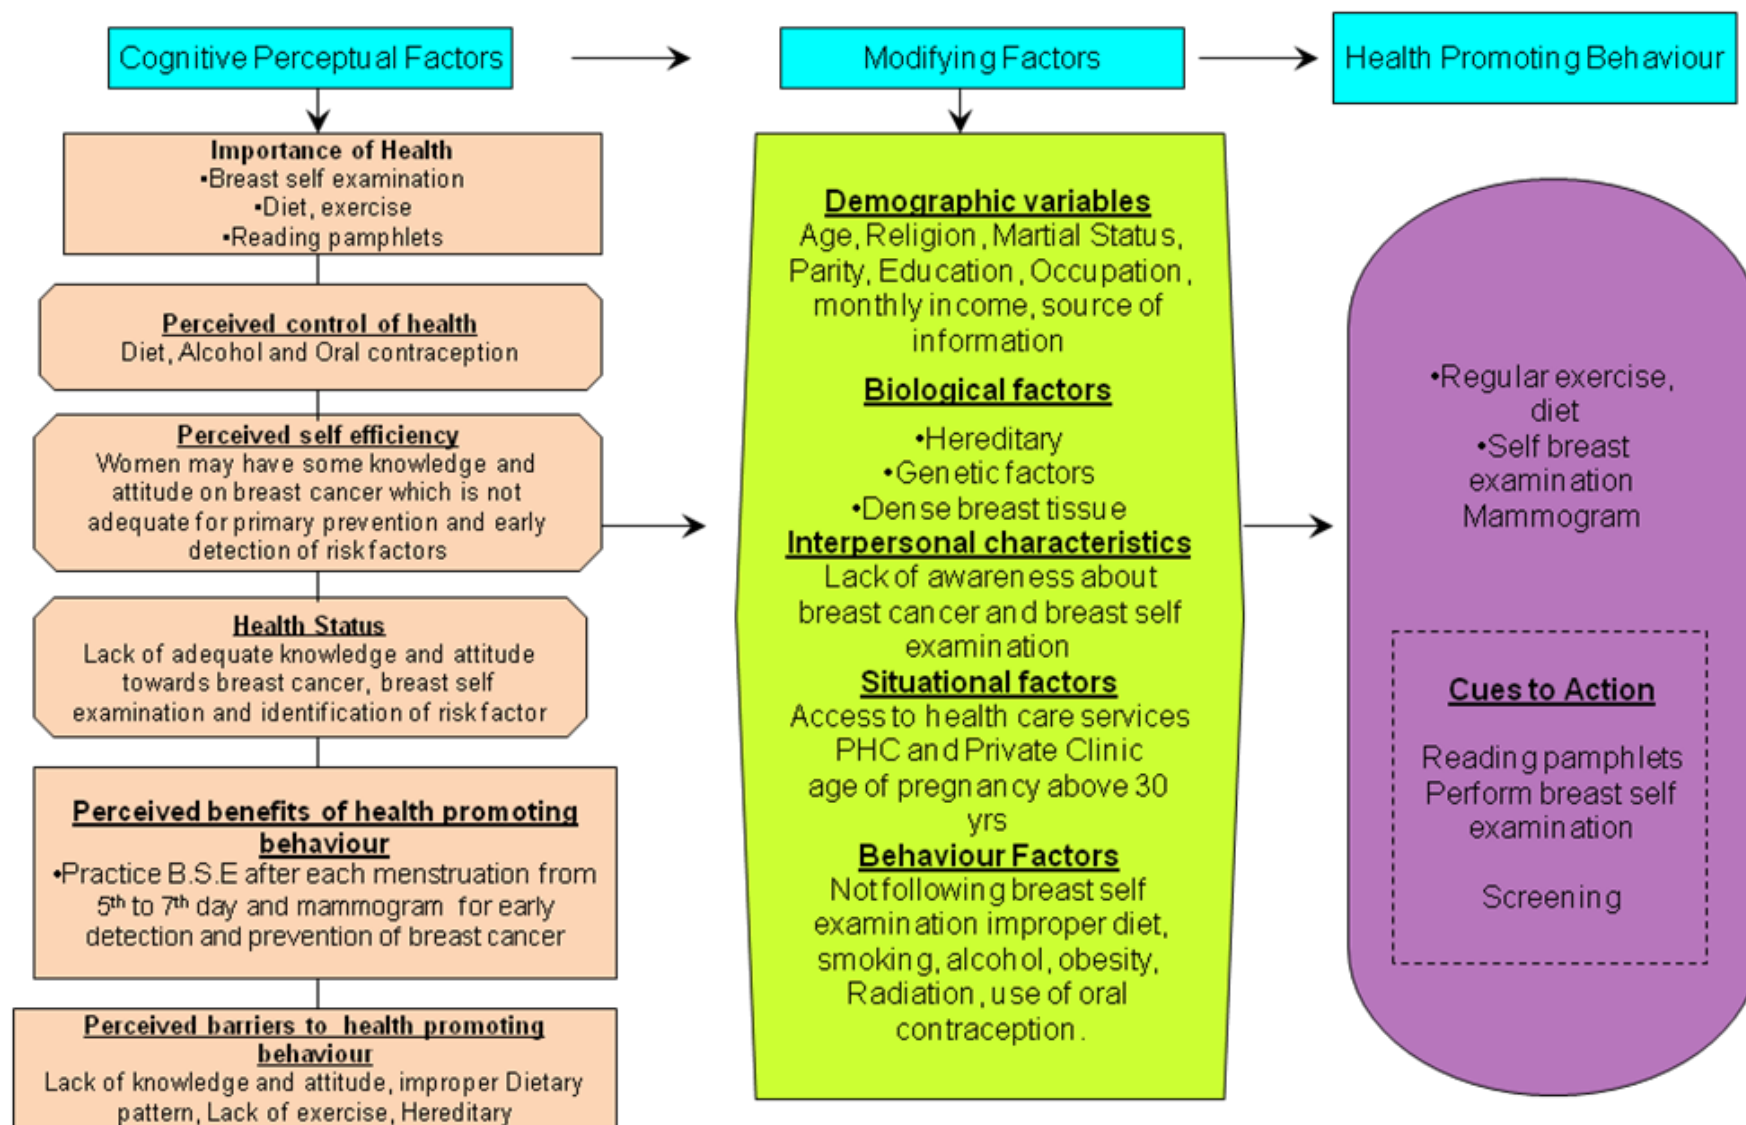 Cognitive Perceptual Factors
Importance of Health
▪Breast self examination
▪Diet, exercise
▪Reading pamphlets
Perceived control of health
Diet, Alcohol and Oral contraception
Perceived self efficiency
Women may have some knowledge and
attitude on breast cancer which is not
adequate for primary prevention and early
detection of risk factors
Health Status
Lack of adequate knowledge and attitude
towards breast cancer, breast self
examination and identification of risk factor
Perceived benefits of health promoting
behaviour
•Practice B.S.E after each menstruation from
5th to 7th day and mammogram for early
detection and prevention of breast cancer
Perceived barriers to health promoting
behaviour
Lack of knowledge and attitude, improper Dietary
pattern, Lack of exercise, Hereditary
Modifying Factors
Demographic variables
Age, Religion, Martial Status,
Parity, Education, Occupation,
monthly income, source of
information
Biological factors
•Hereditary
•Genetic factors
•Dense breast tissue
Interpersonal characteristics
Lack of awareness about
breast cancer and breast self
examination
Situational factors
Access to health care services
PHC and Private Clinic
age of pregnancy above 30
yrs
Behaviour Factors
Not following breast self
examination improper diet,
smoking, alcohol, obesity,
Radiation, use of oral
contraception.
Health Promoting Behaviour
•Regular exercise,
diet
•Self breast
examination
Mammogram
Cues to Action
Reading pamphlets
Perform breast self
examination
Screening